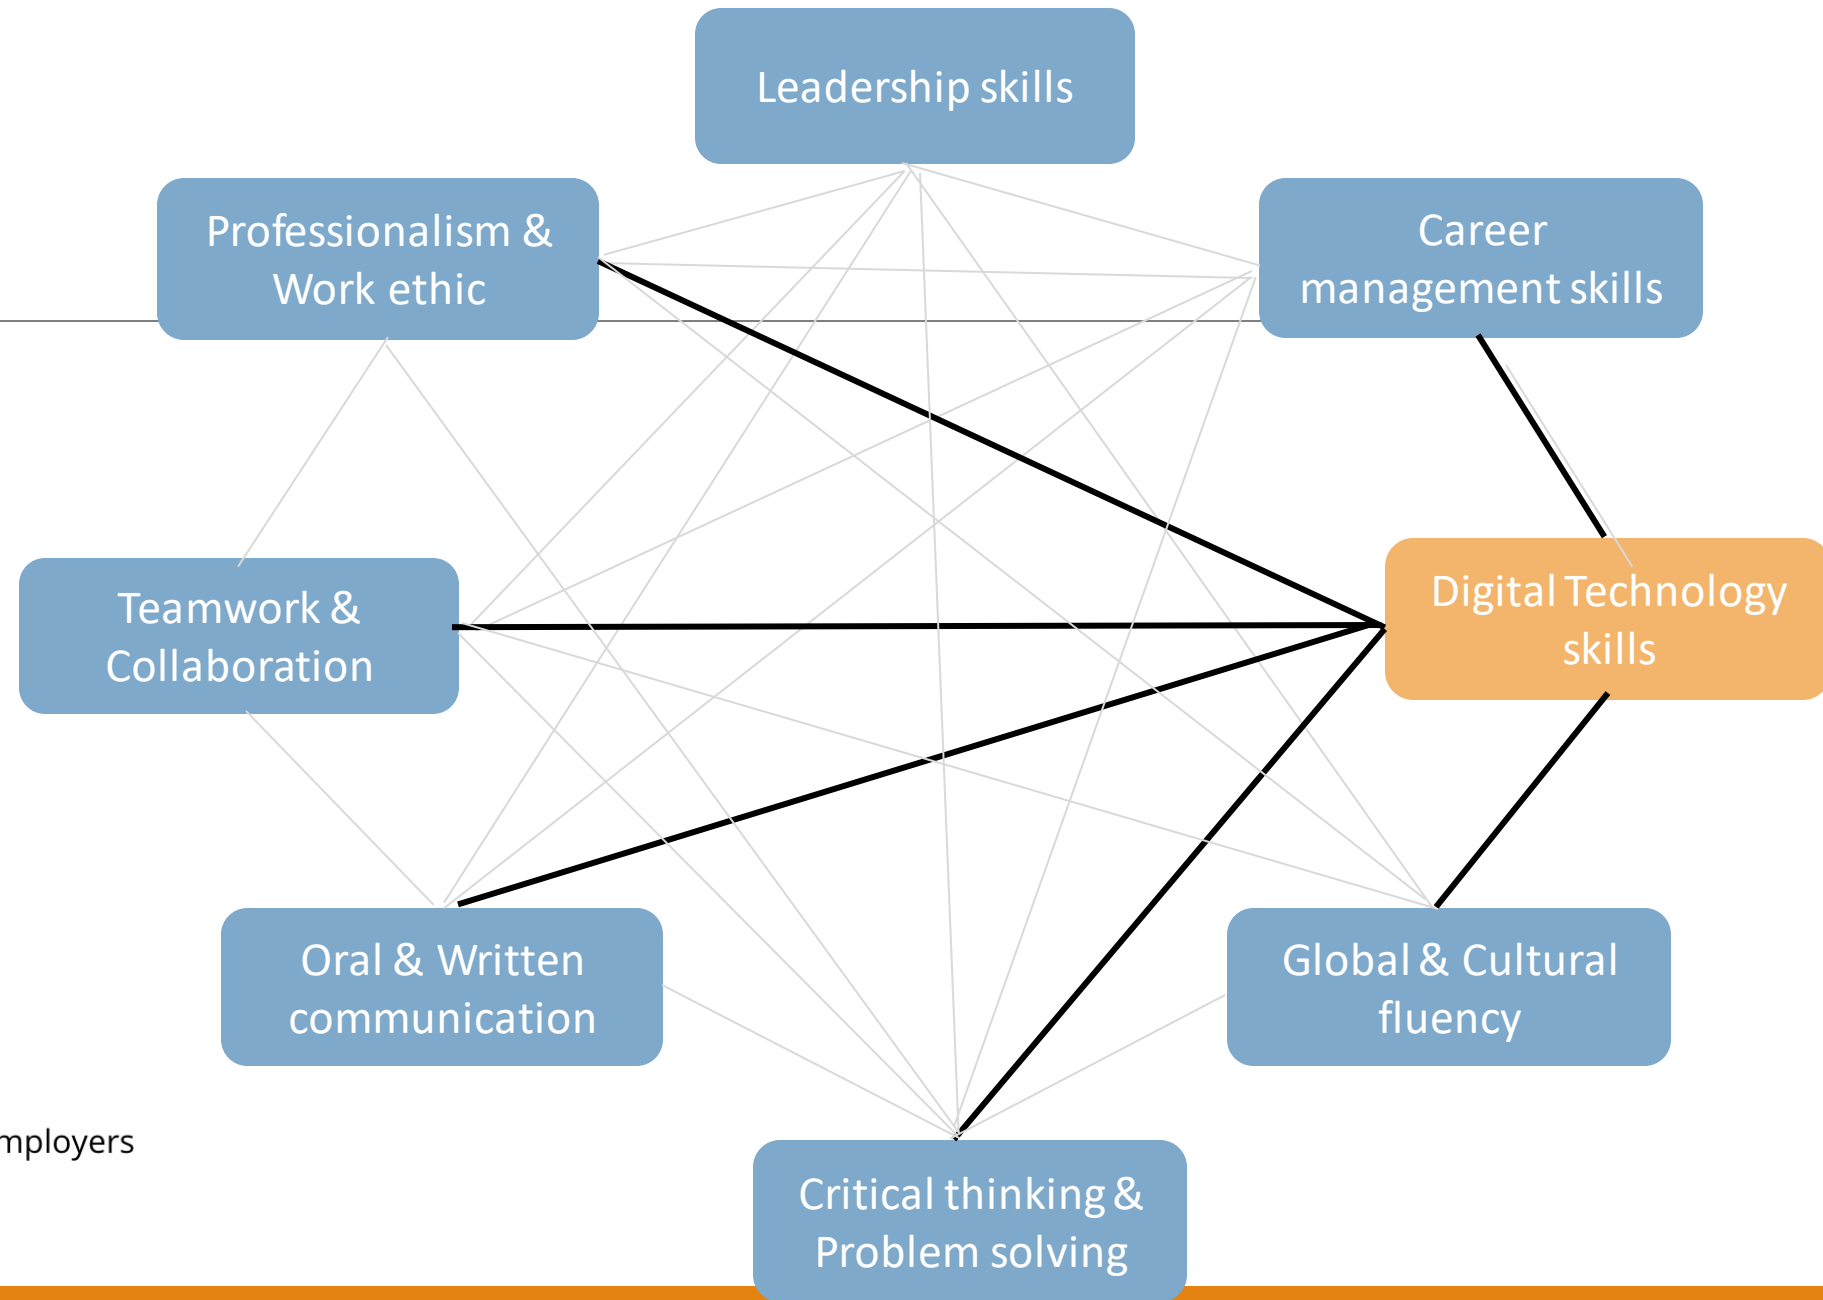 Leadership skills
Professionalism &
Work ethic
Career
management skills
Teamwork &
Collaboration
Digital Technology
skills
Oral & Written
communication
Global & Cultural
fluency
mployers
Critical thinking &
Problem solving